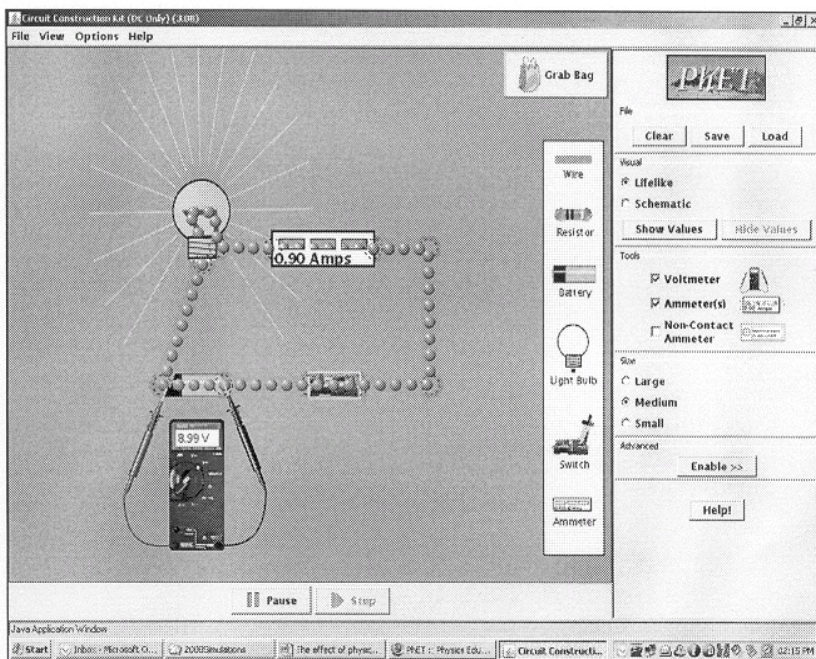 Circuit Construction Kit (DC Only) (3.08)
File View Options Help
Grab Bag
PhET
File
Clear Save Load
Visual
Lifelike
Schematic
Show Values Hide Values
Tools
Voltmeter
Ammeter(s)
Non-Contact
Ammeter
Size
Large
Medium
Small
Advanced
Enable >>
Help!
Wire
Resistor
Battery
Light Bulb
Switch
Ammeter
0.90 Amps
8.99 V
Pause Step
Java Application Window
Start Inbox - Microsoft O... 2008Simulations The effect of physic... PhET :: Physics Edu... Circuit Constructi... 02:15 PM